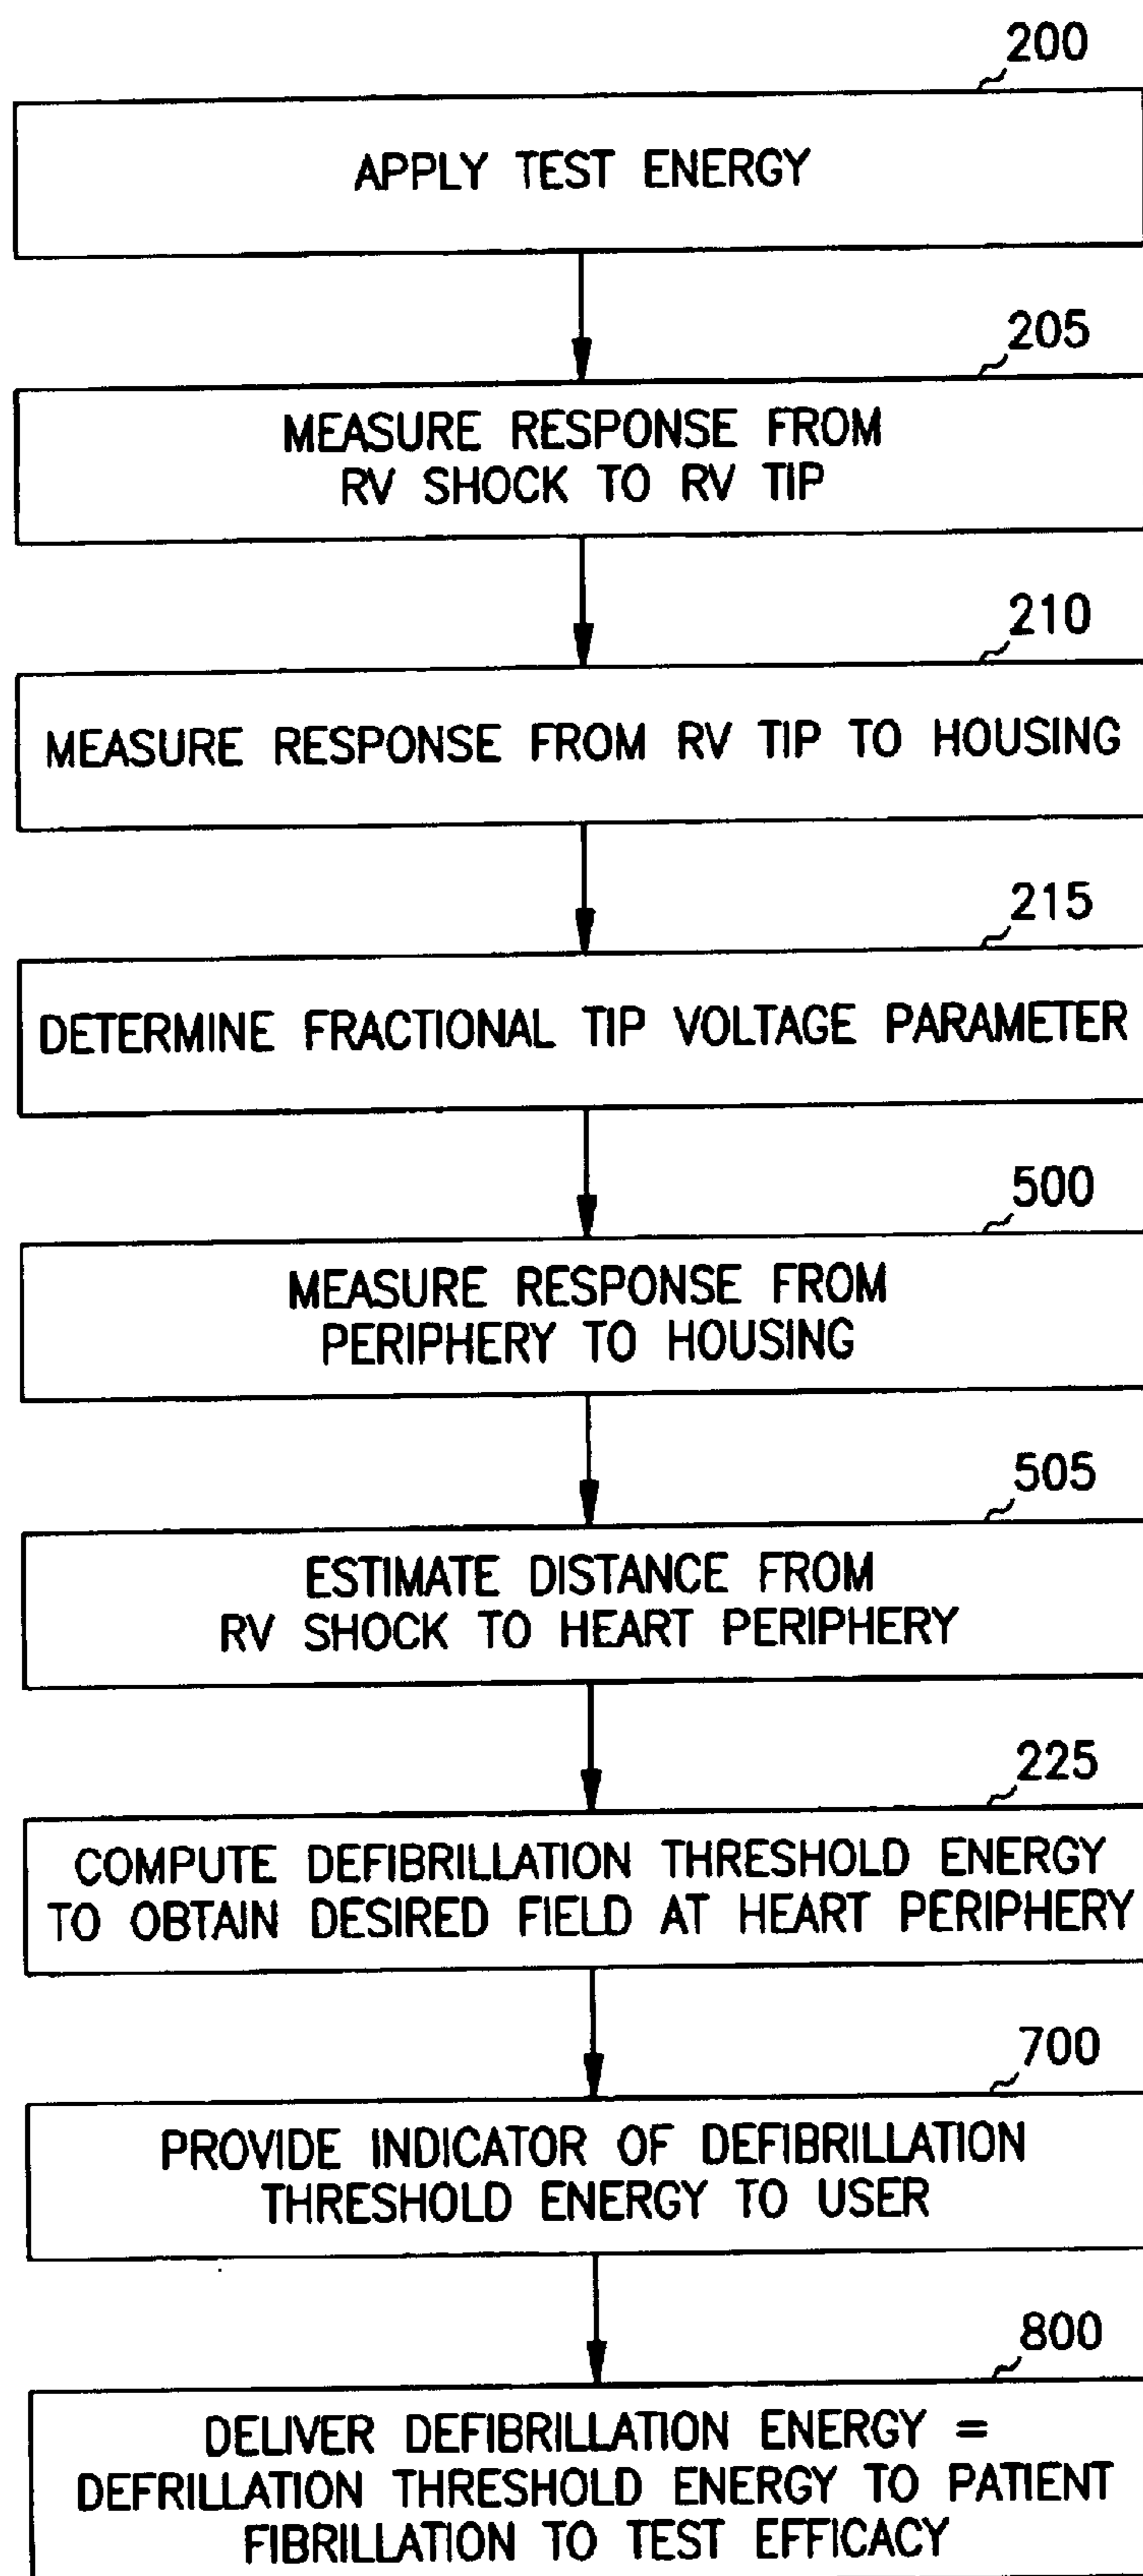 200
APPLY TEST ENERGY
205
MEASURE RESPONSE FROM
RV SHOCK TO RV TIP
210
MEASURE RESPONSE FROM RV TIP TO HOUSING
215
DETERMINE FRACTIONAL TIP VOLTAGE PARAMETER
500
MEASURE RESPONSE FROM
PERIPHERY TO HOUSING
505
ESTIMATE DISTANCE FROM
RV SHOCK TO HEART PERIPHERY
225
COMPUTE DEFIBRILLATION THRESHOLD ENERGY
TO OBTAIN DESIRED FIELD AT HEART PERIPHERY
700
PROVIDE INDICATOR OF DEFIBRILLATION
THRESHOLD ENERGY TO USER
800
DELIVER DEFIBRILLATION ENERGY =
DEFRILLATION THRESHOLD ENERGY TO PATIENT
FIBRILLATION TO TEST EFFICACY